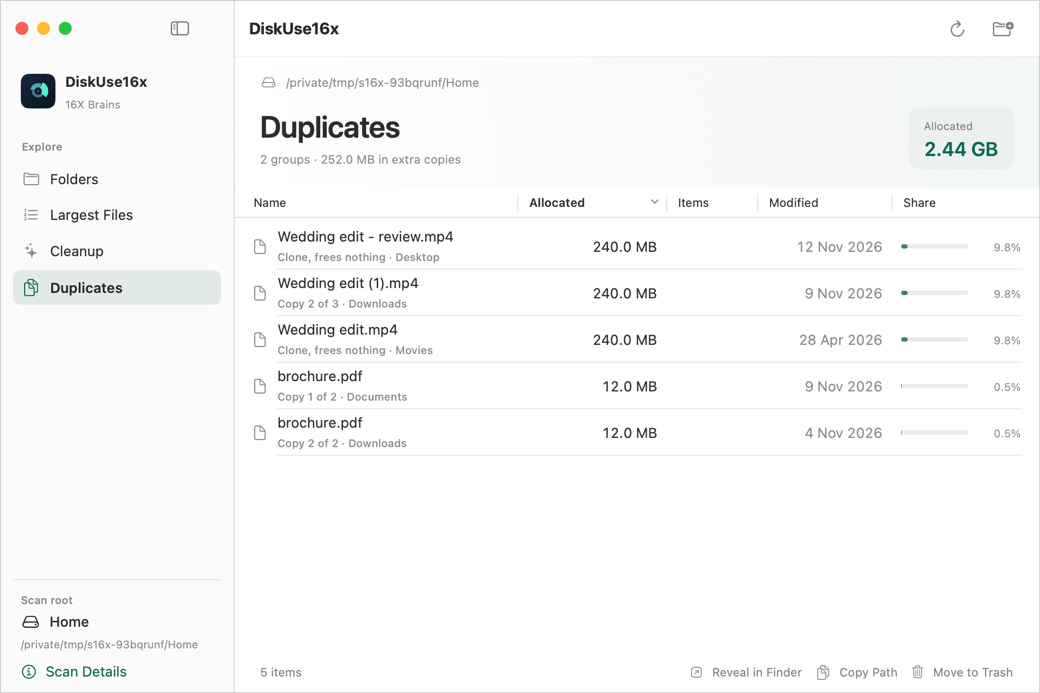 DiskUse16x
DiskUse16x
16X Brains
Explore
Folders
Largest Files
Cleanup
Duplicates
/private/tmp/s16x-93bqrunf/Home
Duplicates
2 groups · 252.0 MB in extra copies
Allocated
2.44 GB
Name Allocated Items Modified Share
Wedding edit - review.mp4 240.0 MB 12 Nov 2026 9.8%
Clone, frees nothing · Desktop
Wedding edit (1).mp4 240.0 MB 9 Nov 2026 9.8%
Copy 2 of 3 · Downloads
Wedding edit.mp4 240.0 MB 28 Apr 2026 9.8%
Clone, frees nothing · Movies
brochure.pdf 12.0 MB 9 Nov 2026 0.5%
Copy 1 of 2 · Documents
brochure.pdf 12.0 MB 4 Nov 2026 0.5%
Copy 2 of 2 · Downloads
Scan root
Home
/private/tmp/s16x-93bqrunf/Home
Scan Details
5 items Reveal in Finder Copy Path Move to Trash